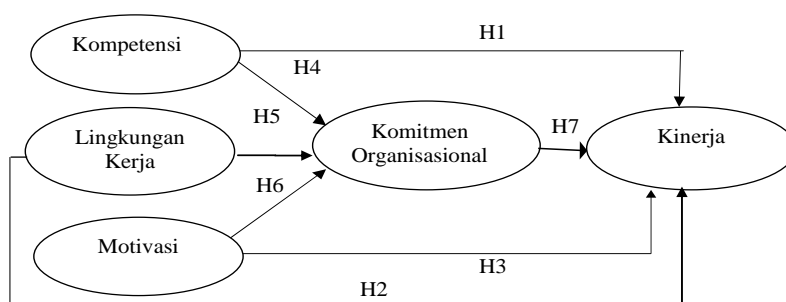 H1
Kompetensi
H4
H5
Lingkungan
Kerja
Komitmen
Organisasional
H7
Kinerja
H6
Motivasi
H3
H2